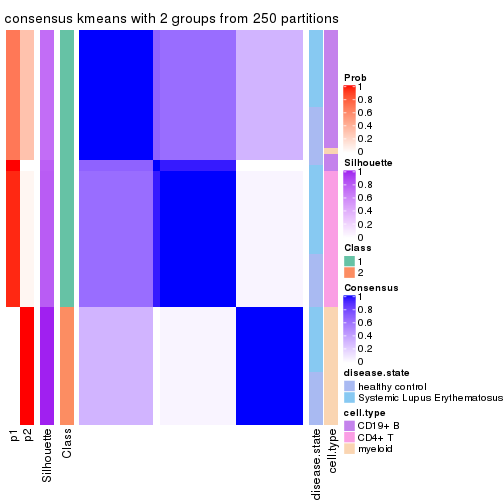 consensus kmeans with 2 groups from 250 partitions
Prob
1
0.8
0.6
0.4
0.2
0
Silhouette
1
0.8
0.6
0.4
0.2
0
Class
1
2
Consensus
1
0.8
0.6
0.4
0.2
0
disease.state
healthy control
Systemic Lupus Erythematosus
cell.type
CD19+ B
CD4+ T
myeloid
p1
p2
Silhouette
Class
disease.state
cell.type